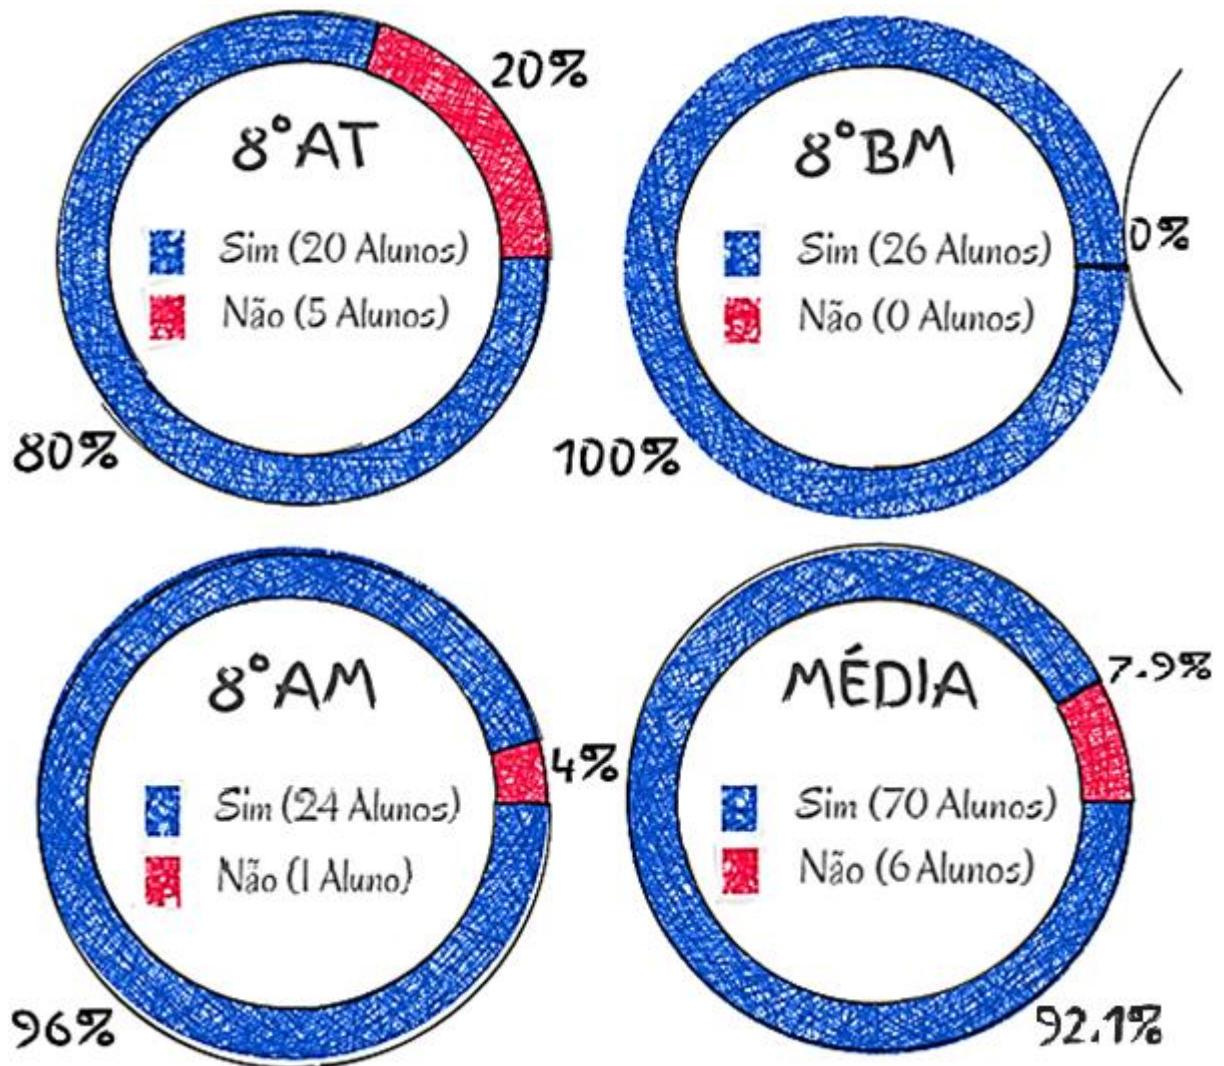 20%
8°AT
Sim (20 Alunos)
Não (5 Alunos)
80%
8°BM
0%
Sim (26 Alunos)
Não (0 Alunos)
100%
8°AM
4%
Sim (24 Alunos)
Não (1 Aluno)
96%
MÉDIA
7.9%
Sim (70 Alunos)
Não (6 Alunos)
92.1%